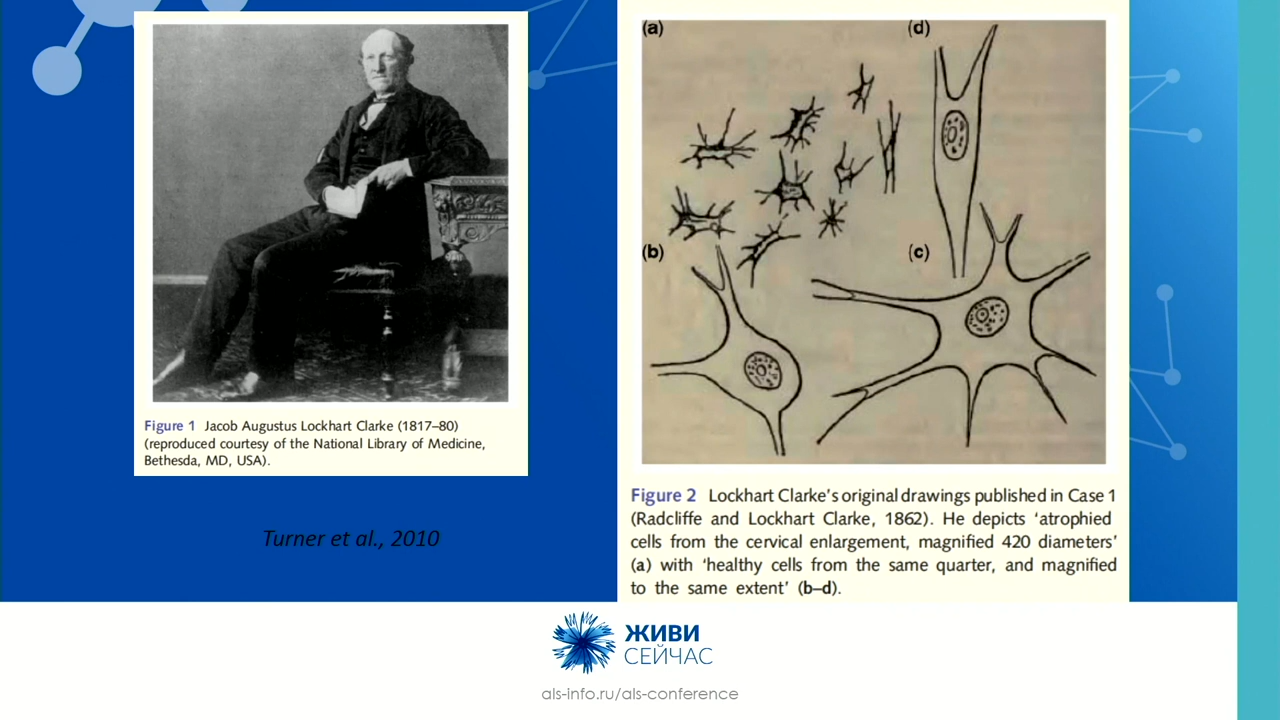 Figure 1 Jacob Augustus Lockhart Clarke (1817–80)
(reproduced courtesy of the National Library of Medicine,
Bethesda, MD, USA).
Turner et al., 2010
(a)
(d)
(b)
(c)
Figure 2 Lockhart Clarke's original drawings published in Case 1
(Radcliffe and Lockhart Clarke, 1862). He depicts 'atrophied
cells from the cervical enlargement, magnified 420 diameters'
(a) with 'healthy cells from the same quarter, and magnified
to the same extent' (b–d).
ЖИВИ
СЕЙЧАС
als-info.ru/als-conference